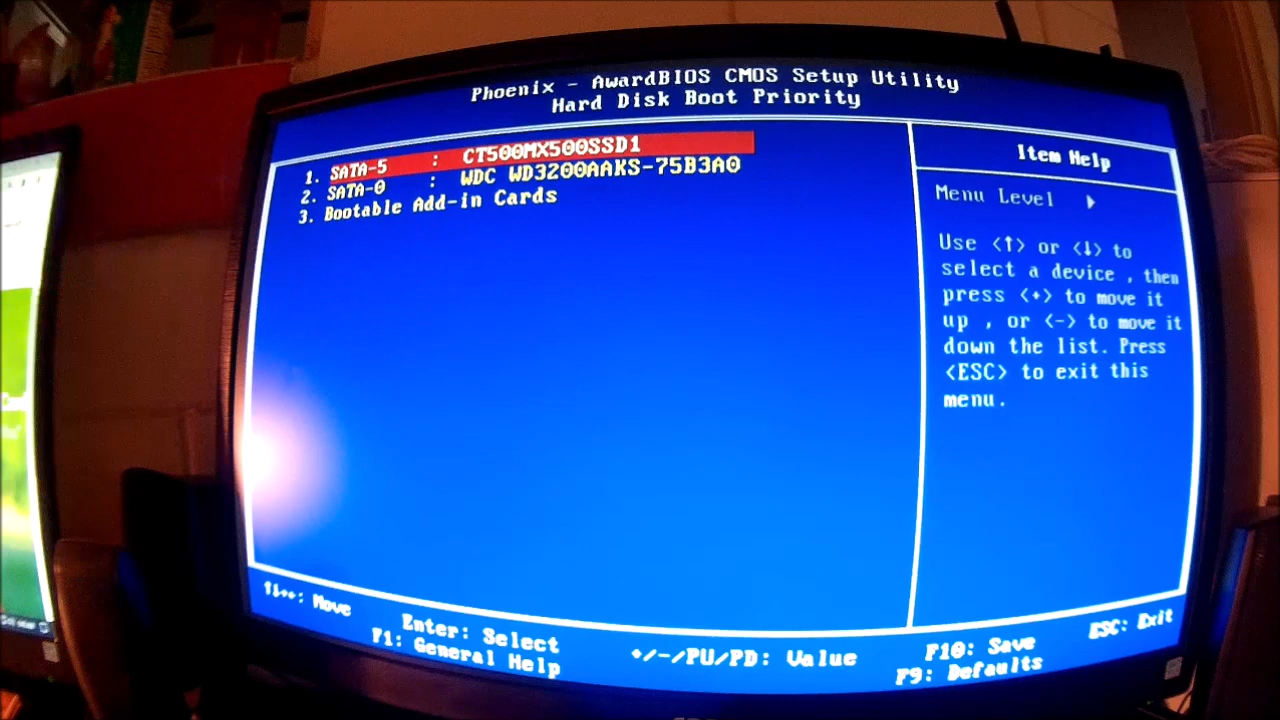 Phoenix - AwardBIOS CMOS Setup Utility
Hard Disk Boot Priority
1. SATA-5 : CT500MX500SSD1
2. SATA-0 : WDC WD3200AAKS-75B3A0
3. Bootable Add-in Cards
Item Help
Menu Level ▶
Use <↑> or <↓> to
select a device , then
press <+> to move it
up , or <-> to move it
down the list. Press
<ESC> to exit this
menu.
↑↓←→: Move
Enter: Select
+/-/PU/PD: Value
F10: Save
ESC: Exit
F1: General Help
F9: Defaults